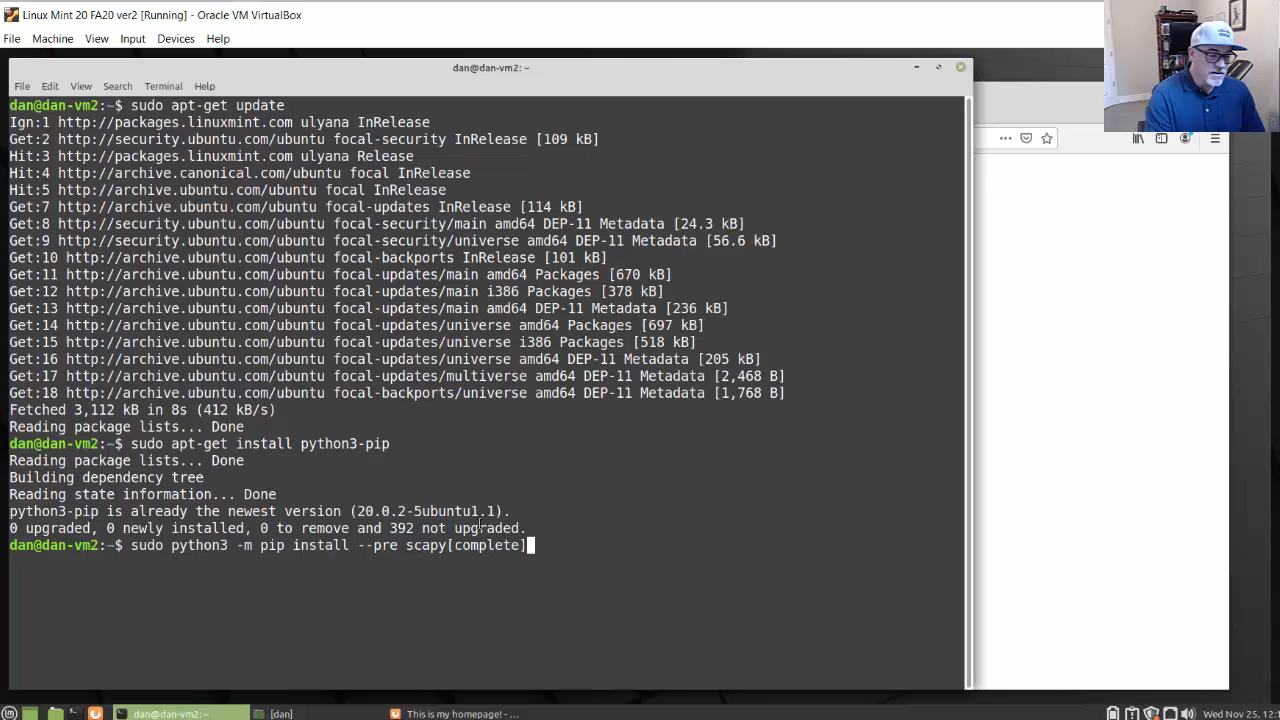 Linux Mint 20 FA20 ver2 [Running] - Oracle VM VirtualBox
File Machine View Input Devices Help
dan@dan-vm2: ~
File Edit View Search Terminal Help
dan@dan-vm2:~$ sudo apt-get update
Ign:1 http://packages.linuxmint.com ulyana InRelease
Get:2 http://security.ubuntu.com/ubuntu focal-security InRelease [109 kB]
Hit:3 http://packages.linuxmint.com ulyana Release
Hit:4 http://archive.canonical.com/ubuntu focal InRelease
Hit:5 http://archive.ubuntu.com/ubuntu focal InRelease
Get:7 http://archive.ubuntu.com/ubuntu focal-updates InRelease [114 kB]
Get:8 http://security.ubuntu.com/ubuntu focal-security/main amd64 DEP-11 Metadata [24.3 kB]
Get:9 http://security.ubuntu.com/ubuntu focal-security/universe amd64 DEP-11 Metadata [56.6 kB]
Get:10 http://archive.ubuntu.com/ubuntu focal-backports InRelease [101 kB]
Get:11 http://archive.ubuntu.com/ubuntu focal-updates/main amd64 Packages [670 kB]
Get:12 http://archive.ubuntu.com/ubuntu focal-updates/main i386 Packages [378 kB]
Get:13 http://archive.ubuntu.com/ubuntu focal-updates/main amd64 DEP-11 Metadata [236 kB]
Get:14 http://archive.ubuntu.com/ubuntu focal-updates/universe amd64 Packages [697 kB]
Get:15 http://archive.ubuntu.com/ubuntu focal-updates/universe i386 Packages [518 kB]
Get:16 http://archive.ubuntu.com/ubuntu focal-updates/universe amd64 DEP-11 Metadata [205 kB]
Get:17 http://archive.ubuntu.com/ubuntu focal-updates/multiverse amd64 DEP-11 Metadata [2,468 B]
Get:18 http://archive.ubuntu.com/ubuntu focal-backports/universe amd64 DEP-11 Metadata [1,768 B]
Fetched 3,112 kB in 8s (412 kB/s)
Reading package lists... Done
dan@dan-vm2:~$ sudo apt-get install python3-pip
Reading package lists... Done
Building dependency tree
Reading state information... Done
python3-pip is already the newest version (20.0.2-5ubuntu1.1).
0 upgraded, 0 newly installed, 0 to remove and 392 not upgraded.
dan@dan-vm2:~$ sudo python3 -m pip install --pre scapy[complete]
dan@dan-vm2: ~ [dan] This is my homepage! - ... Wed Nov 25, 12:1